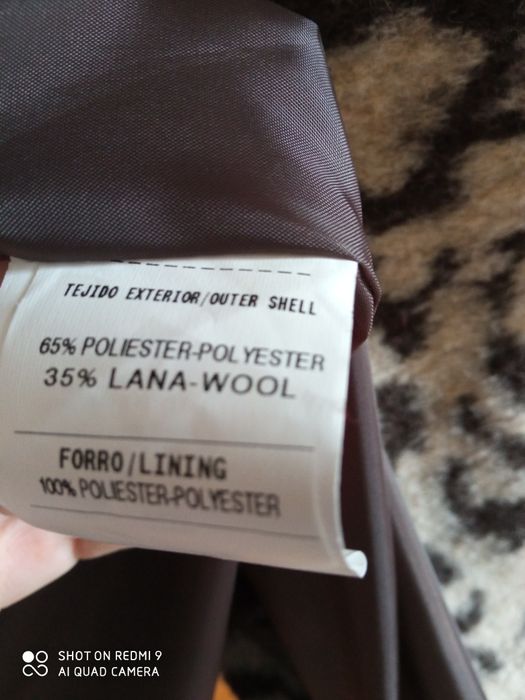 TEJIDO EXTERIOR/OUTER SHELL
65% POLIESTER-POLYESTER
35% LANA-WOOL
FORRO/LINING
100% POLIESTER-POLYESTER
SHOT ON REDMI 9
AI QUAD CAMERA